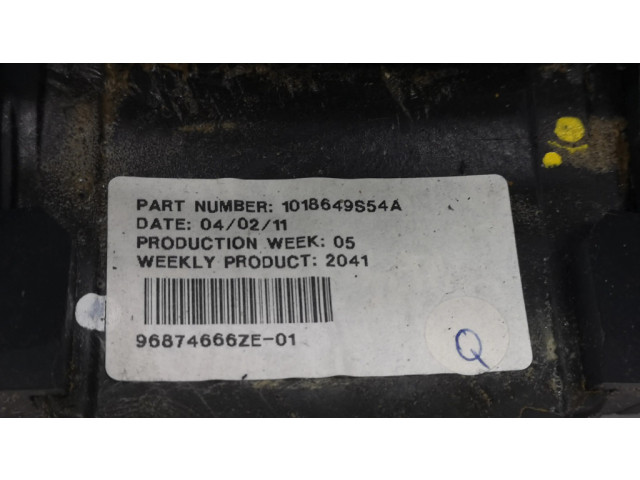 PART NUMBER: 1018649S54A
DATE: 04/02/11
PRODUCTION WEEK: 05
WEEKLY PRODUCT: 2041
96874666ZE-01
Q